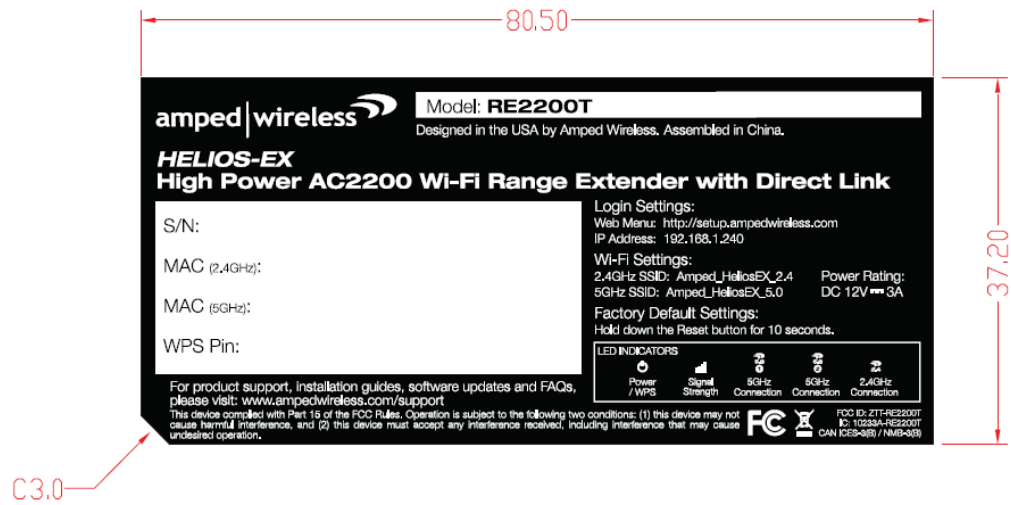 80.50
amped wireless
Model: RE2200T
Designed in the USA by Amped Wireless. Assembled in China.
HELIOS-EX
High Power AC2200 Wi-Fi Range Extender with Direct Link
S/N:
MAC (2.4GHz):
MAC (5GHz):
WPS Pin:
Login Settings:
Web Menu: http://setup.ampedwireless.com
IP Address: 192.168.1.240
Wi-Fi Settings:
2.4GHz SSID: Amped_HeliosEX_2.4
5GHz SSID: Amped_HeliosEX_5.0
Power Rating:
DC 12V 3A
Factory Default Settings:
Hold down the Reset button for 10 seconds.
LED INDICATORS
Power / WPS
Signal Strength
5GHz Connection
5GHz Connection
2.4GHz Connection
37.20
For product support, installation guides, software updates and FAQs,
please visit: www.ampedwireless.com/support
This device complied with Part 15 of the FCC Rules. Operation is subject to the following two conditions: (1) this device may not
cause harmful interference, and (2) this device must accept any interference received, including interference that may cause
undesired operation.
FC
FCC ID: ZTT-RE2200T
IC: 10233A-RE2200T
CAN ICES-3(B) / NMB-3(B)
C3.0